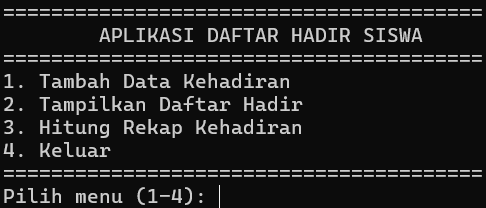 ========================================
        APLIKASI DAFTAR HADIR SISWA
========================================
1. Tambah Data Kehadiran
2. Tampilkan Daftar Hadir
3. Hitung Rekap Kehadiran
4. Keluar
========================================
Pilih menu (1-4):